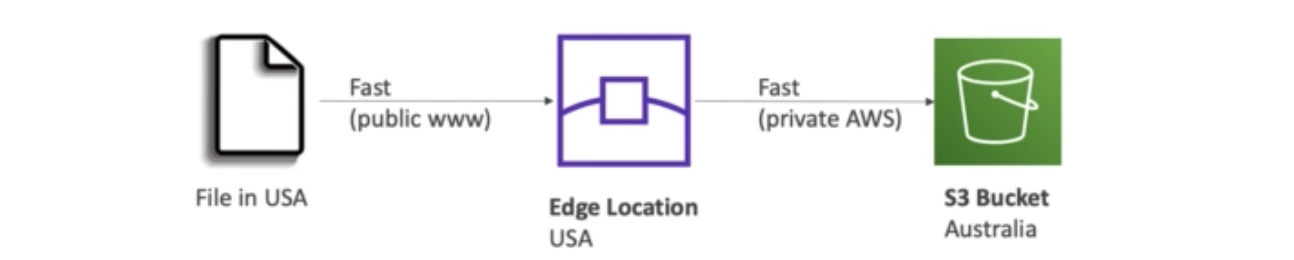 Fast
(public www)
Fast
(private AWS)
File in USA
Edge Location
USA
S3 Bucket
Australia